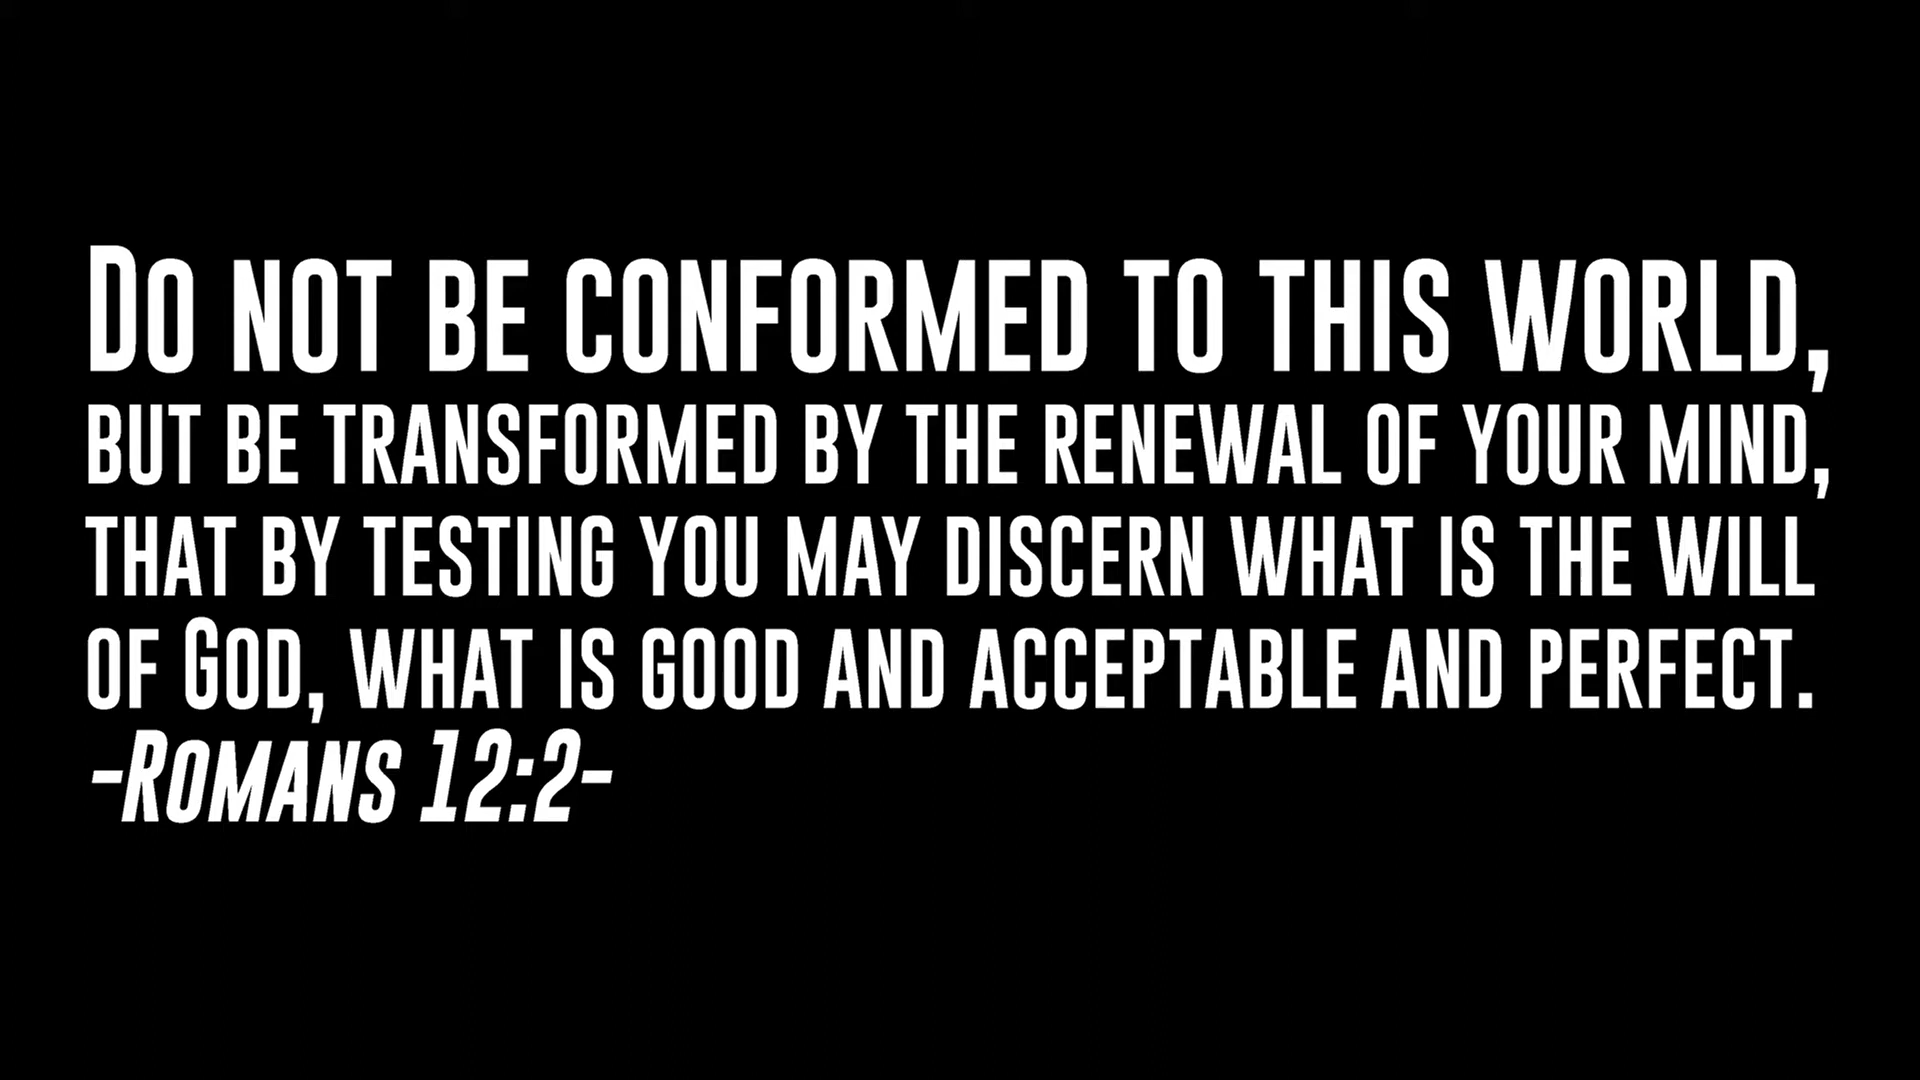 Do not be conformed to this world,
but be transformed by the renewal of your mind,
that by testing you may discern what is the will
of God, what is good and acceptable and perfect.
-Romans 12:2-